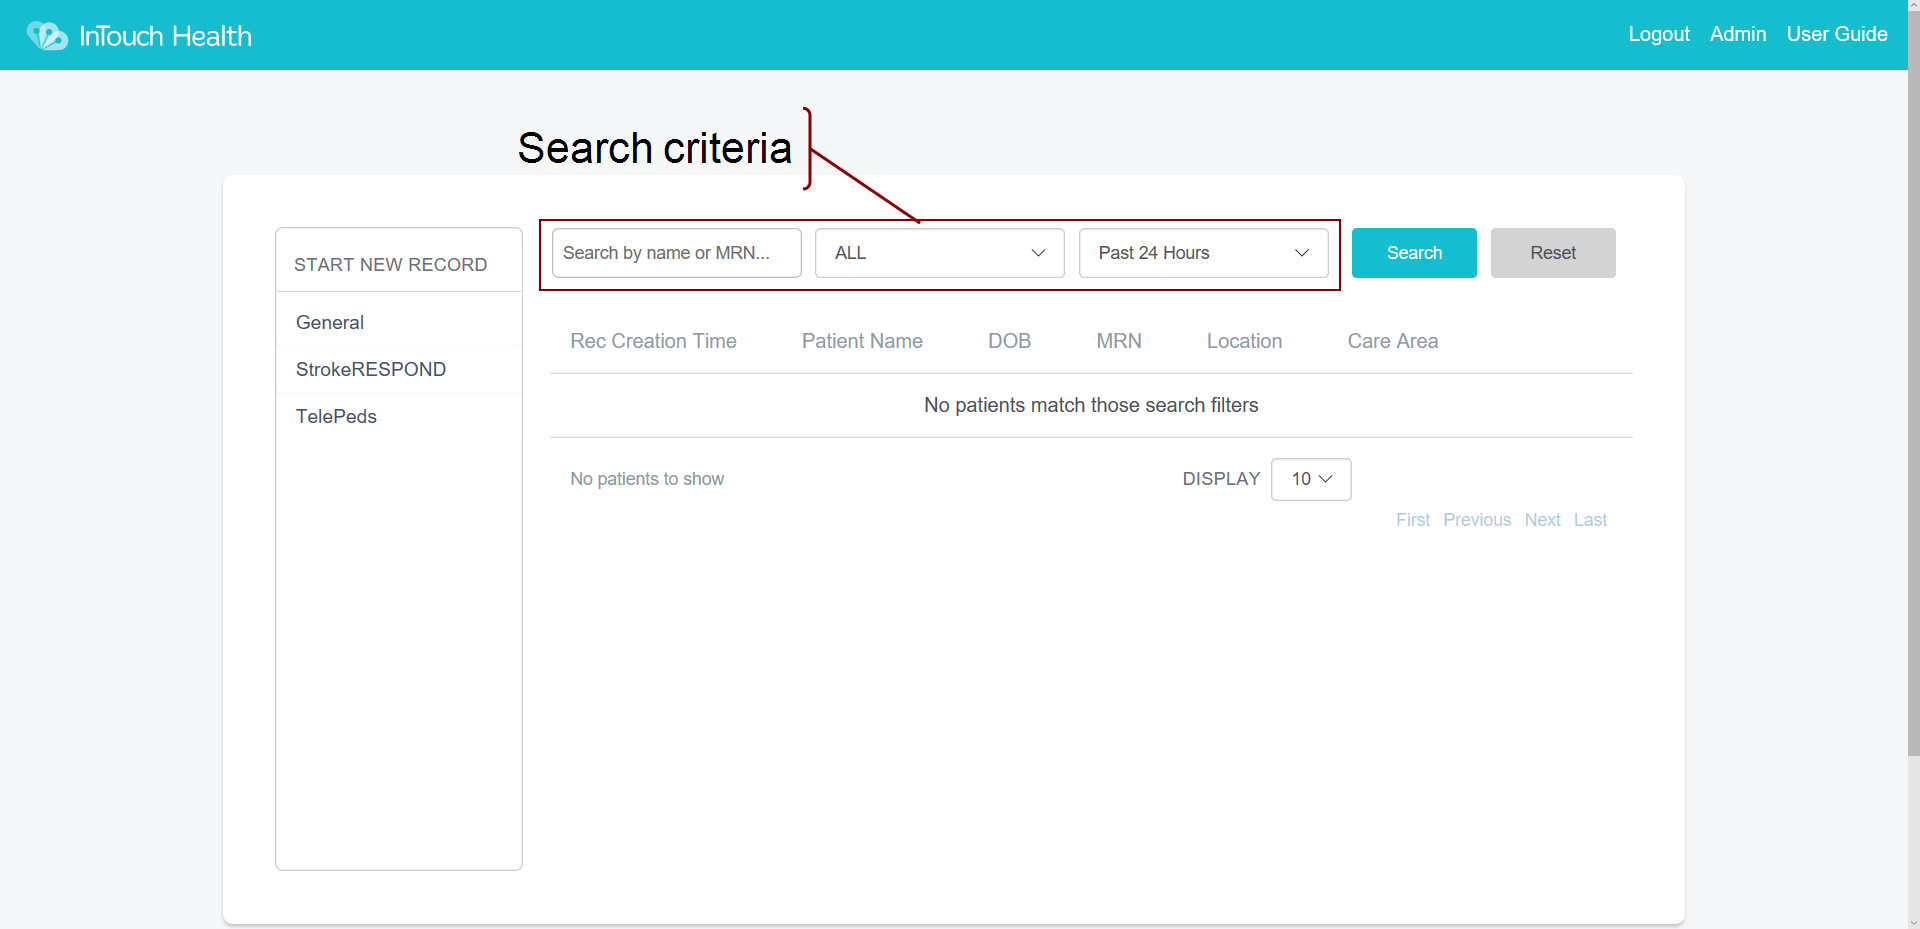 InTouch Health
Logout Admin User Guide
Search criteria
START NEW RECORD
General
StrokeRESPOND
TelePeds
Search by name or MRN...
ALL
Past 24 Hours
Search
Reset
Rec Creation Time Patient Name DOB MRN Location Care Area
No patients match those search filters
No patients to show
DISPLAY 10
First Previous Next Last